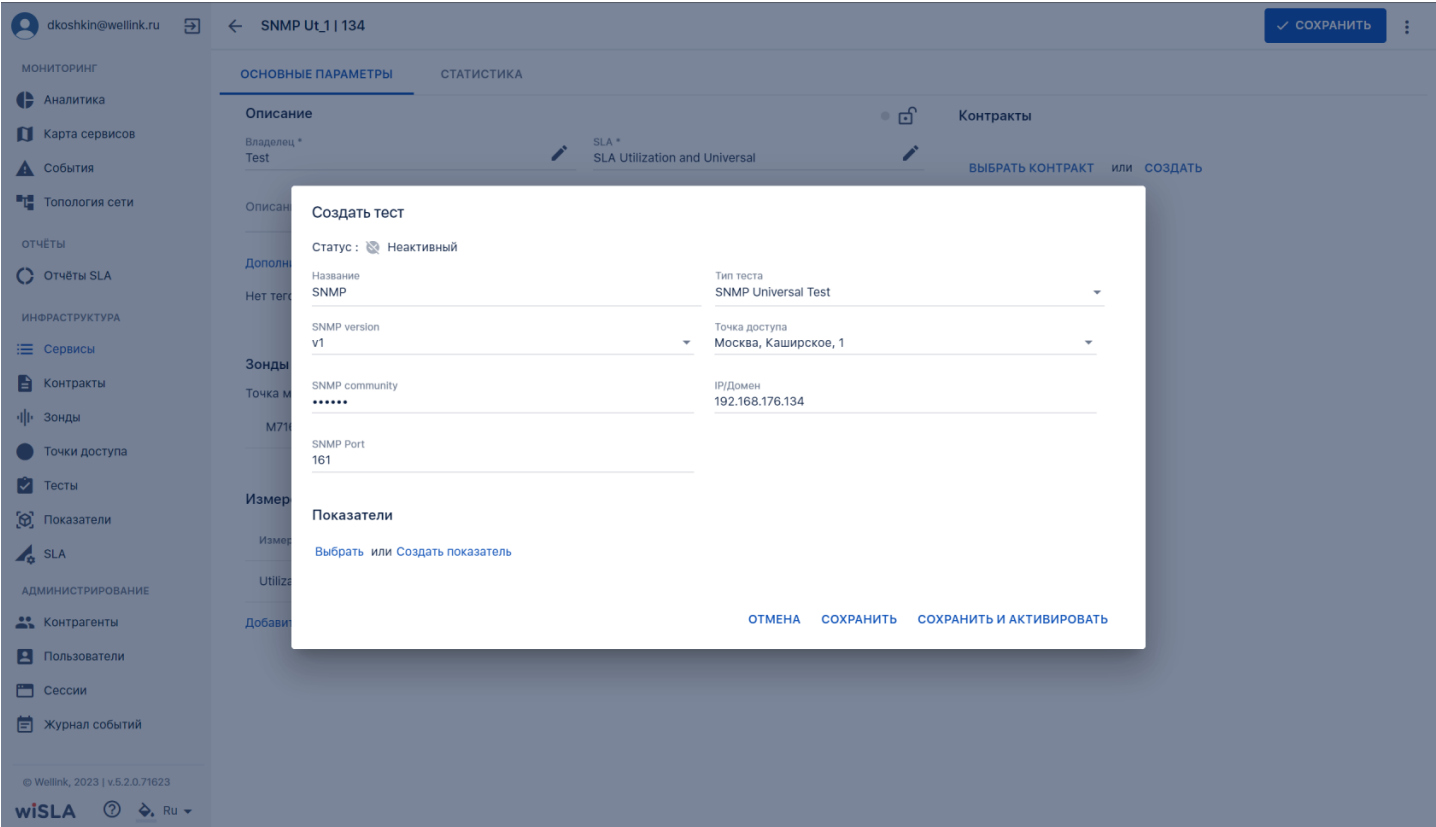 dkoshkin@wellink.ru
SNMP Ut_1 | 134
СОХРАНИТЬ
МОНИТОРИНГ
Аналитика
Карта сервисов
События
Топология сети
ОТЧЁТЫ
Отчёты SLA
ИНФРАСТРУКТУРА
Сервисы
Контракты
Зонды
Точки доступа
Тесты
Показатели
SLA
АДМИНИСТРИРОВАНИЕ
Контрагенты
Пользователи
Сессии
Журнал событий
© Wellink, 2023 | v.5.2.0.71623
wiSLA Ru
ОСНОВНЫЕ ПАРАМЕТРЫ СТАТИСТИКА
Описание
Контракты
Владелец * SLA *
Test SLA Utilization and Universal
ВЫБРАТЬ КОНТРАКТ или СОЗДАТЬ
Нет
Зонды
Точка
Создать тест
Статус : Неактивный
Название Тип теста
SNMP SNMP Universal Test
SNMP version Точка доступа
v1 Москва, Каширское, 1
SNMP community IP/Домен
•••••• 192.168.176.134
SNMP Port
161
Показатели
Выбрать или Создать показатель
ОТМЕНА СОХРАНИТЬ СОХРАНИТЬ И АКТИВИРОВАТЬ